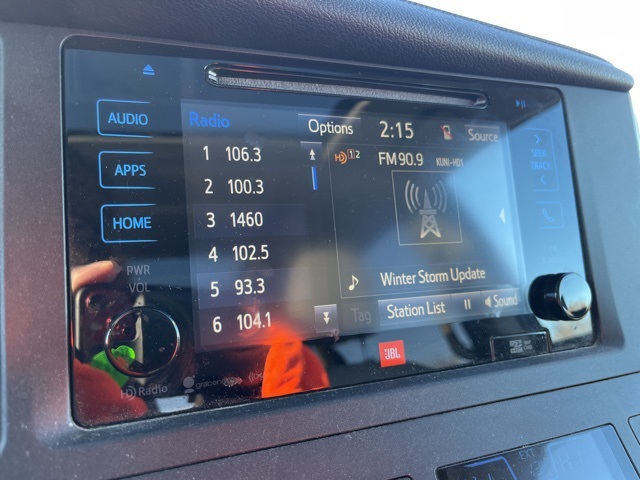 AUDIO
APPS
HOME
PWR
VOL
HD Radio
Radio
Options
2:15
Source
1 106.3
2 100.3
3 1460
4 102.5
5 93.3
6 104.1
HD 1 2
FM 90.9 KUNI-HD1
Winter Storm Update
Tag
Station List
Sound
SEEK
TRACK
JBL
EXT